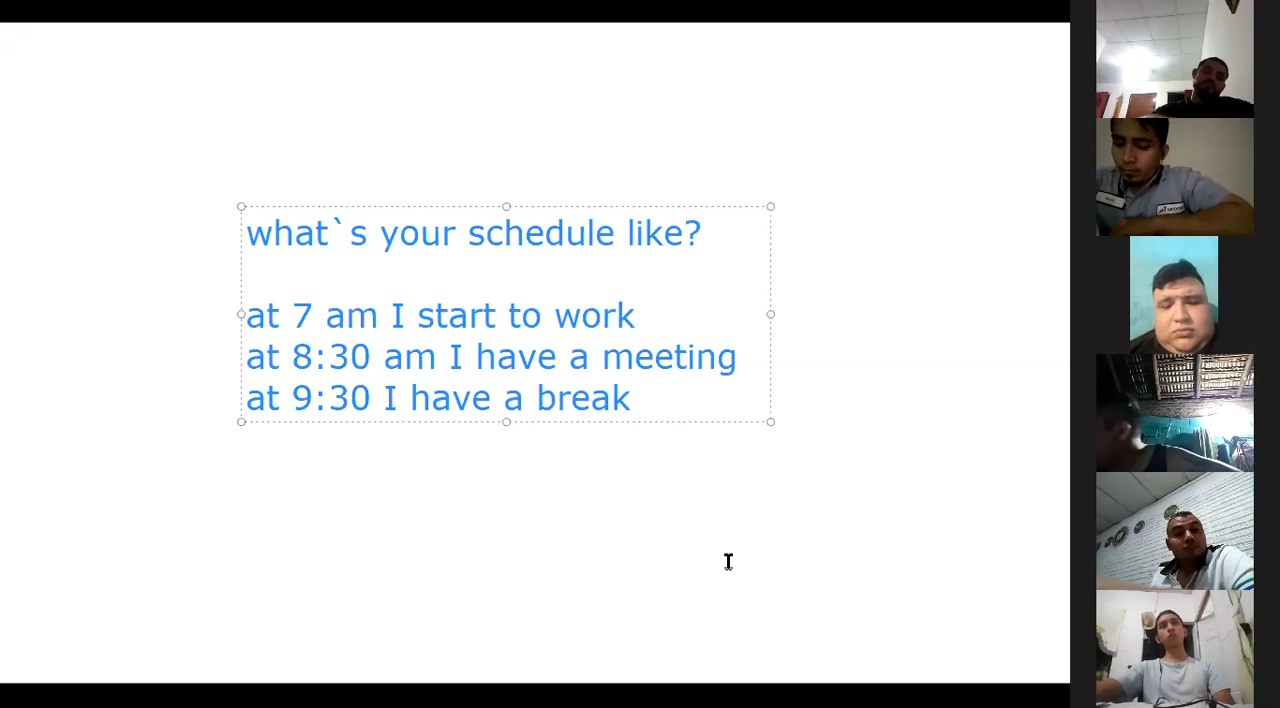 what`s your schedule like?
at 7 am I start to work
at 8:30 am I have a meeting
at 9:30 I have a break